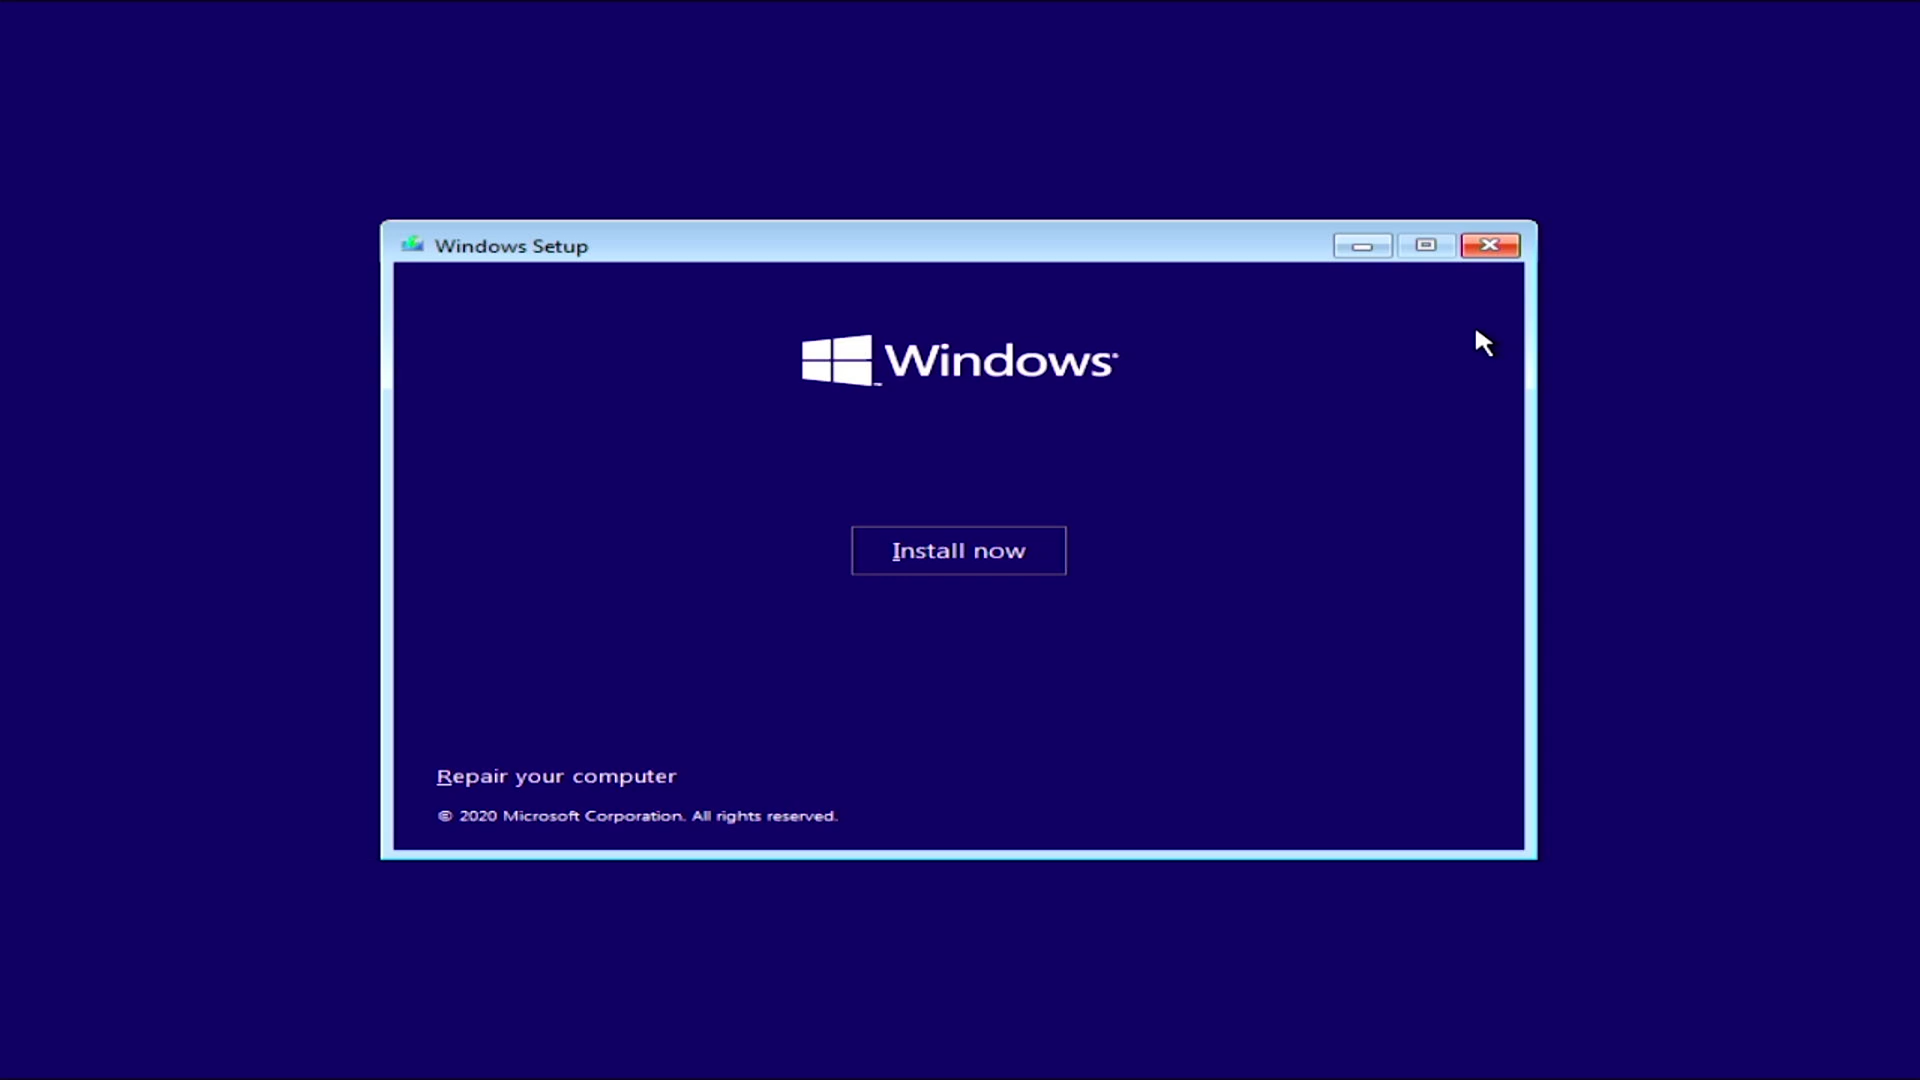 Windows Setup
Windows
Install now
Repair your computer
© 2020 Microsoft Corporation. All rights reserved.